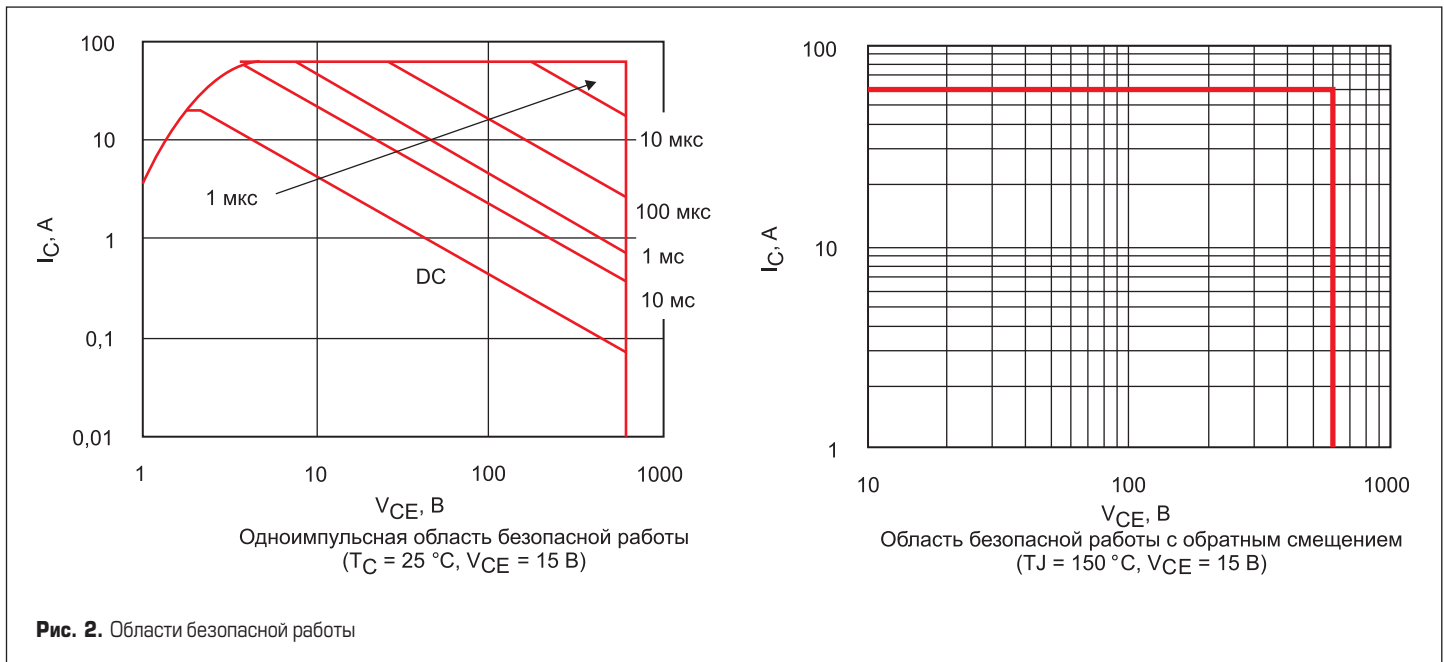 100
10
1
0,1
0,01
I_C, А
1 мкс
DC
10 мкс
100 мкс
1 мс
10 мс
1 10 100 1000
V_CE, В
Одноимпульсная область безопасной работы
(T_C = 25 °C, V_CE = 15 В)
100
10
1
I_C, А
10 100 1000
V_CE, В
Область безопасной работы с обратным смещением
(TJ = 150 °C, V_CE = 15 В)
Рис. 2. Области безопасной работы